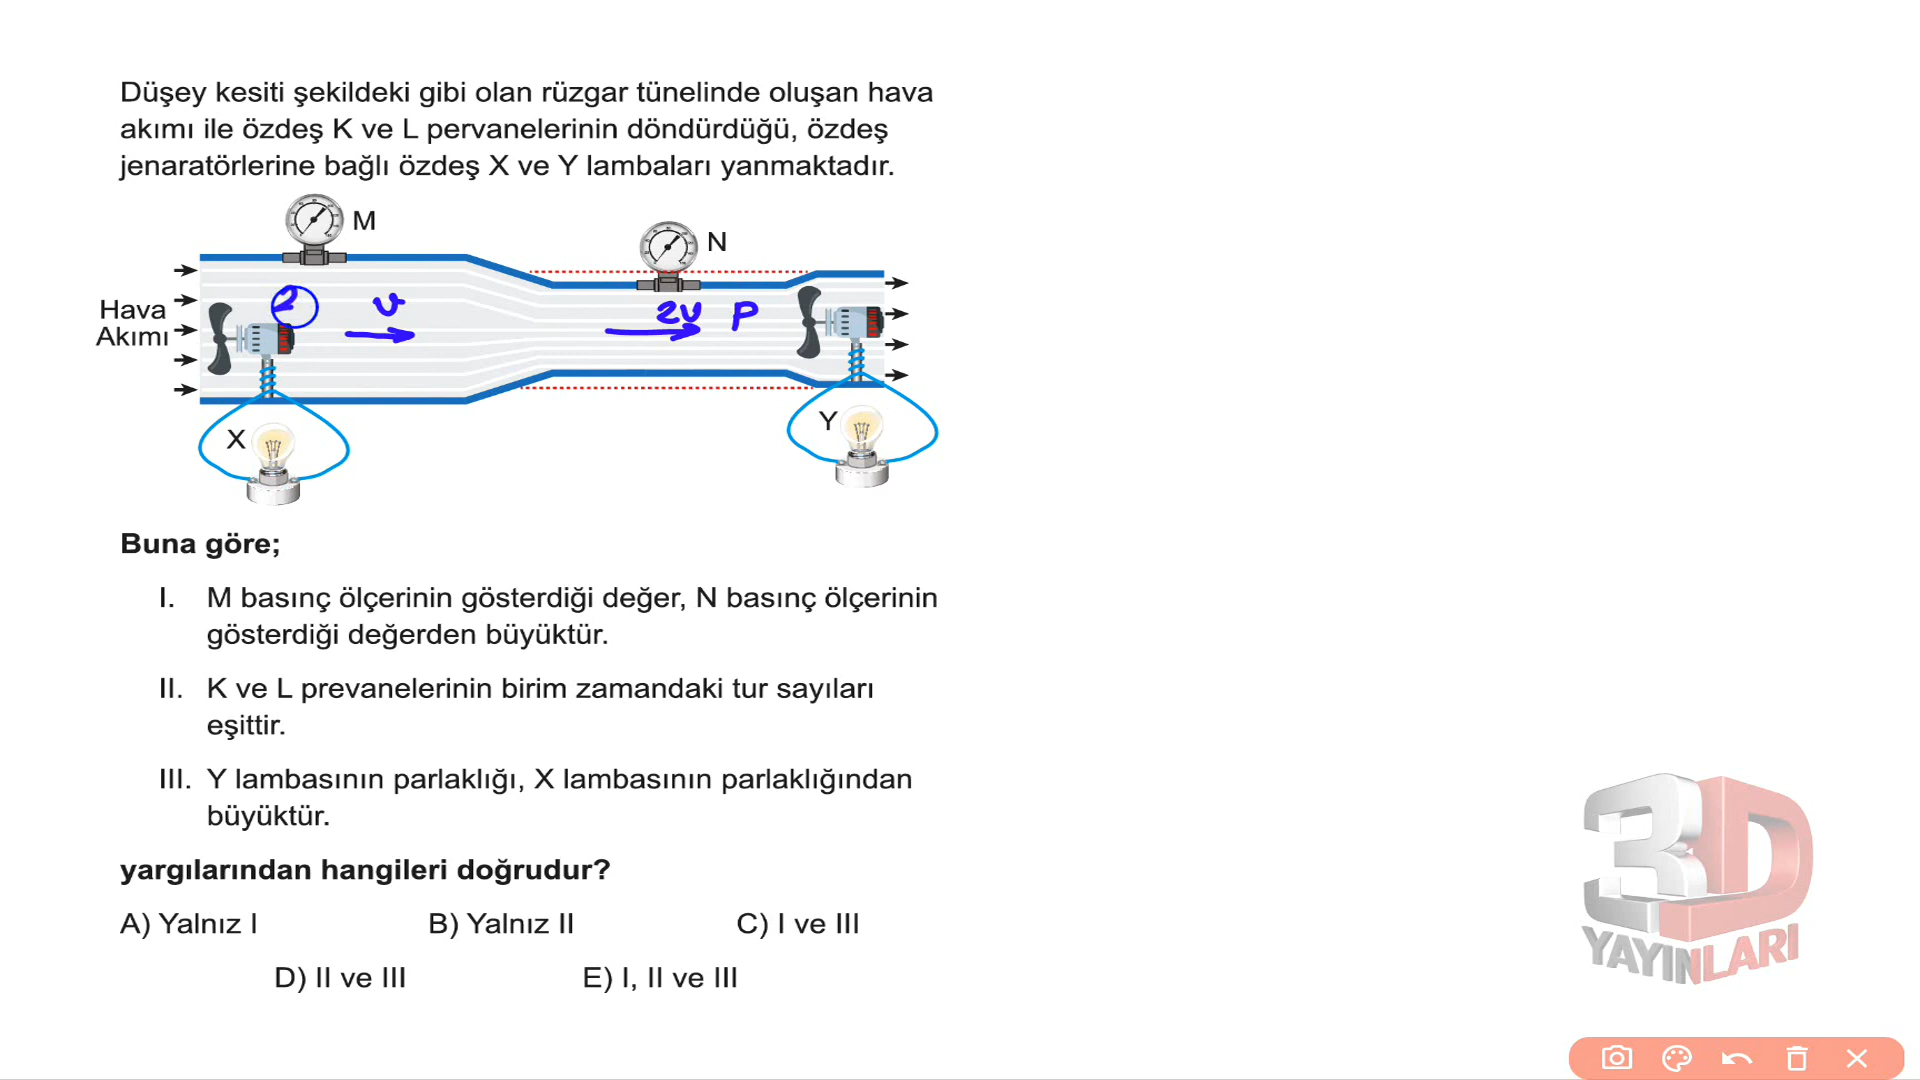 Düşey kesiti şekildeki gibi olan rüzgar tünelinde oluşan hava
akımı ile özdeş K ve L pervanelerinin döndürdüğü, özdeş
jenaratörlerine bağlı özdeş X ve Y lambaları yanmaktadır.
M
N
Hava
Akımı
2
v
2v P
X
Y
Buna göre;
I. M basınç ölçerinin gösterdiği değer, N basınç ölçerinin
gösterdiği değerden büyüktür.
II. K ve L prevanelerinin birim zamandaki tur sayıları
eşittir.
III. Y lambasının parlaklığı, X lambasının parlaklığından
büyüktür.
yargılarından hangileri doğrudur?
A) Yalnız I B) Yalnız II C) I ve III
D) II ve III E) I, II ve III
3D
YAYINLARI